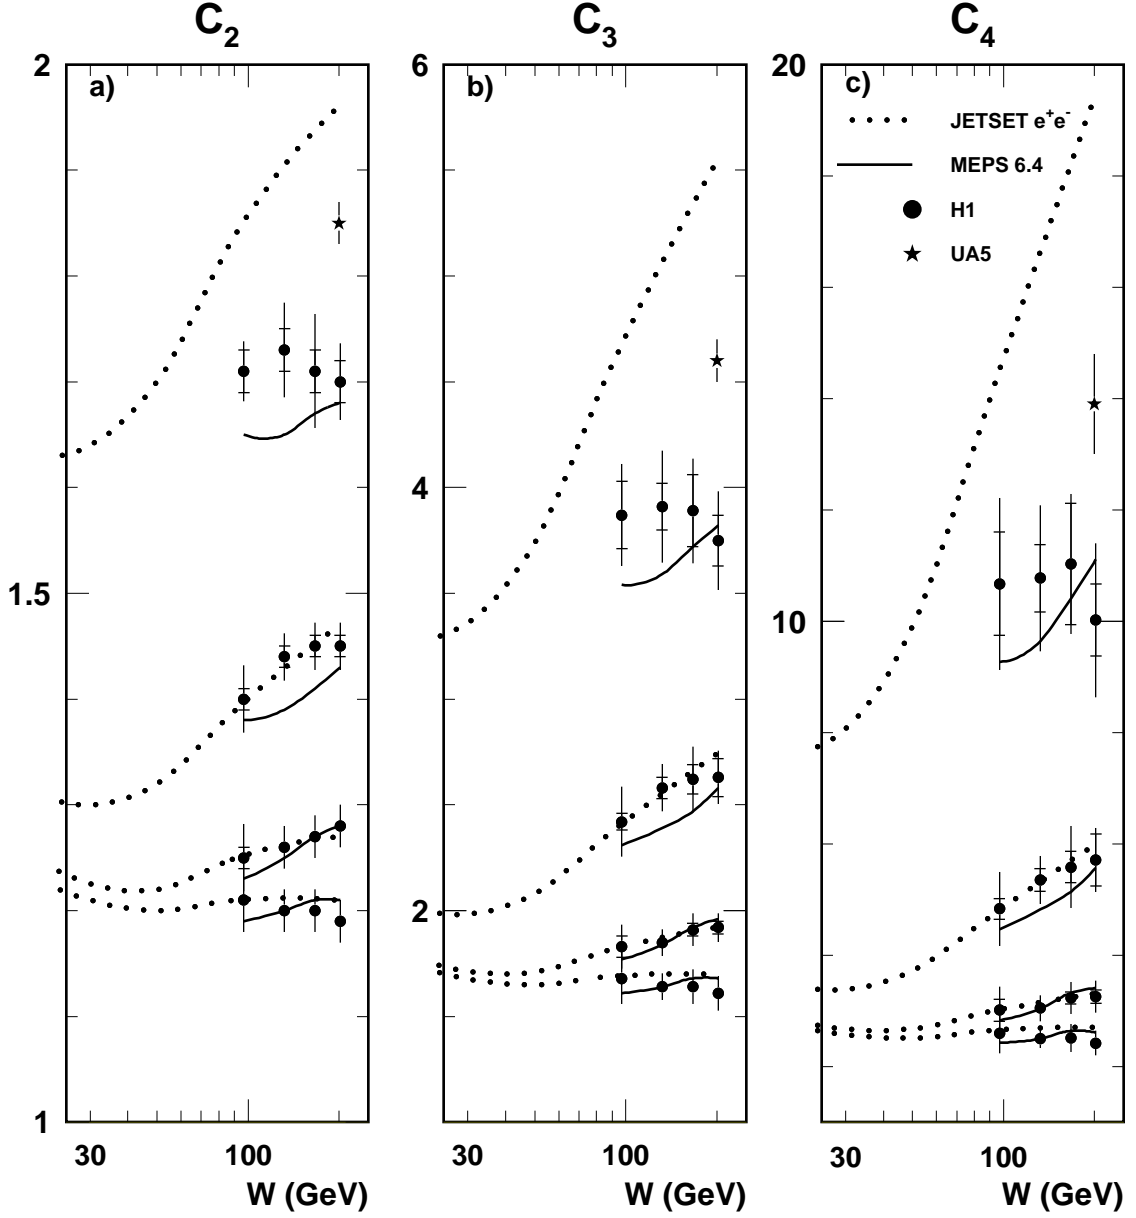 C2 C3 C4
a) b) c)
2
1.5
1
6
4
2
20
10
JETSET e+e-
MEPS 6.4
H1
UA5
30 100 30 100 30 100
W (GeV) W (GeV) W (GeV)